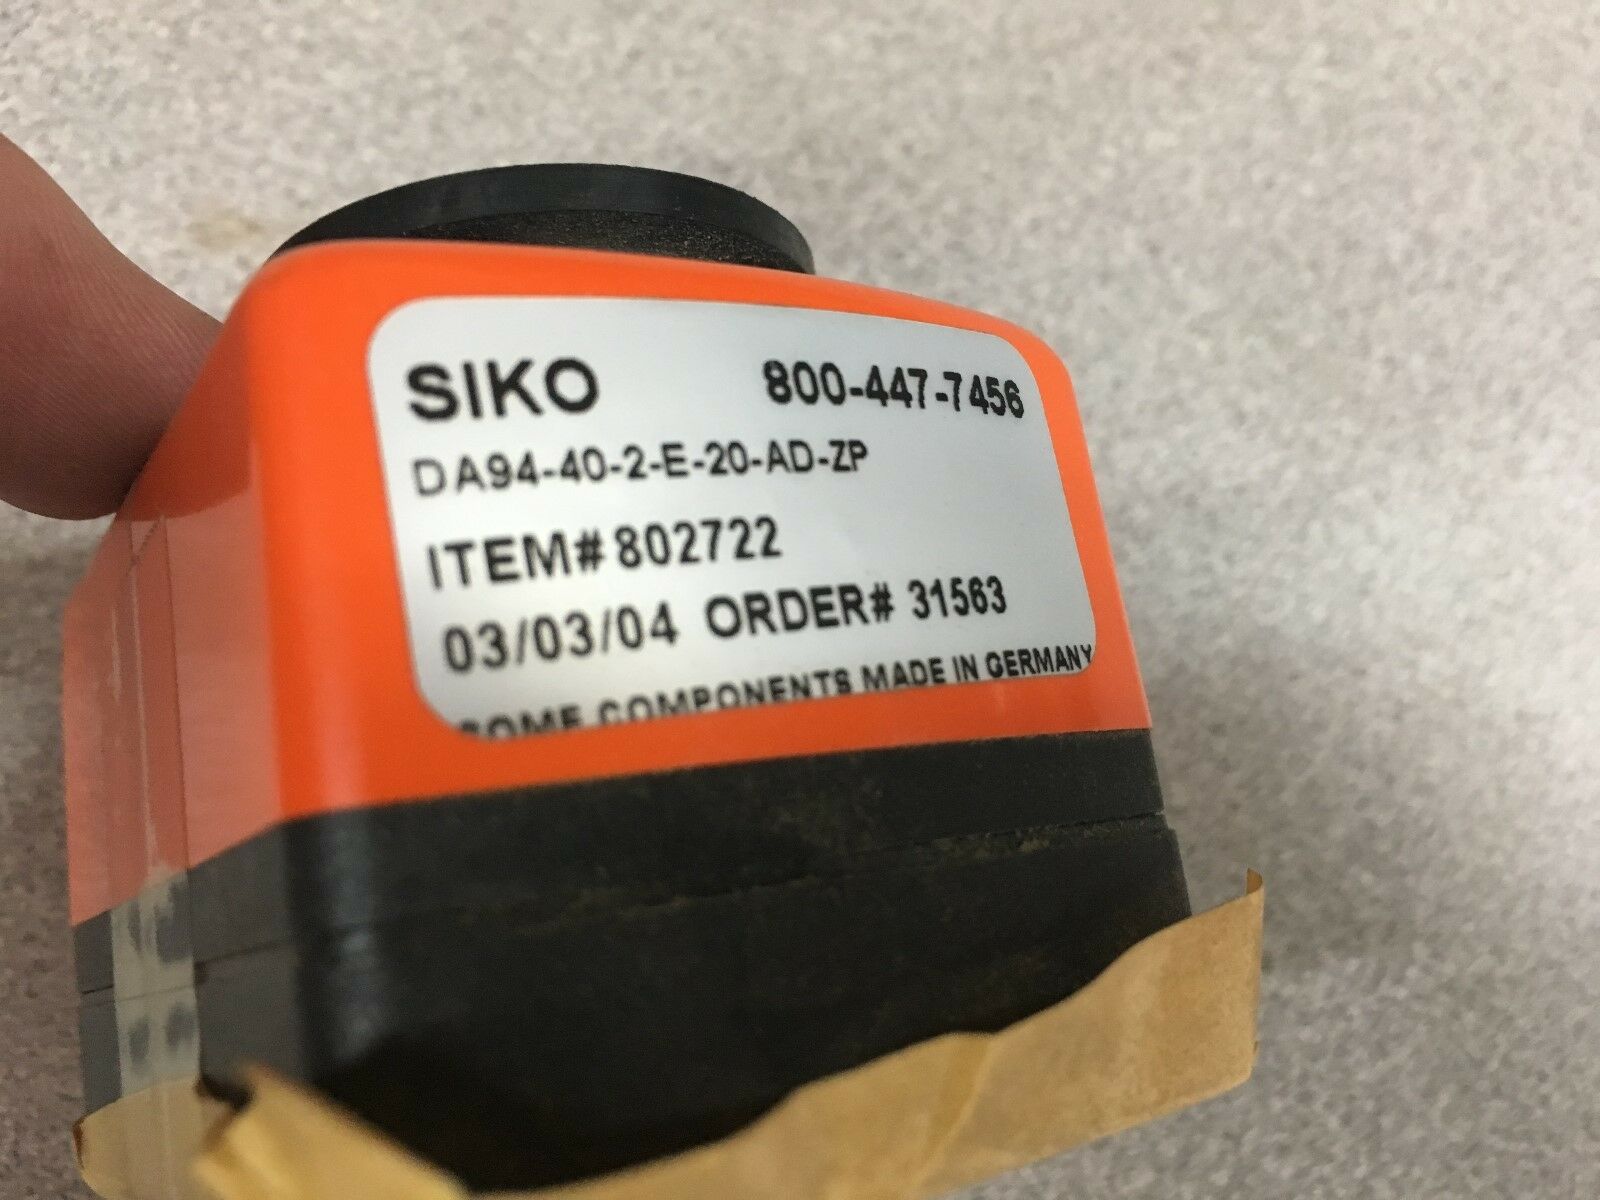 SIKO 800-447-7456
DA94-40-2-E-20-AD-ZP
ITEM# 802722
03/03/04 ORDER# 31563
SOME COMPONENTS MADE IN GERMANY